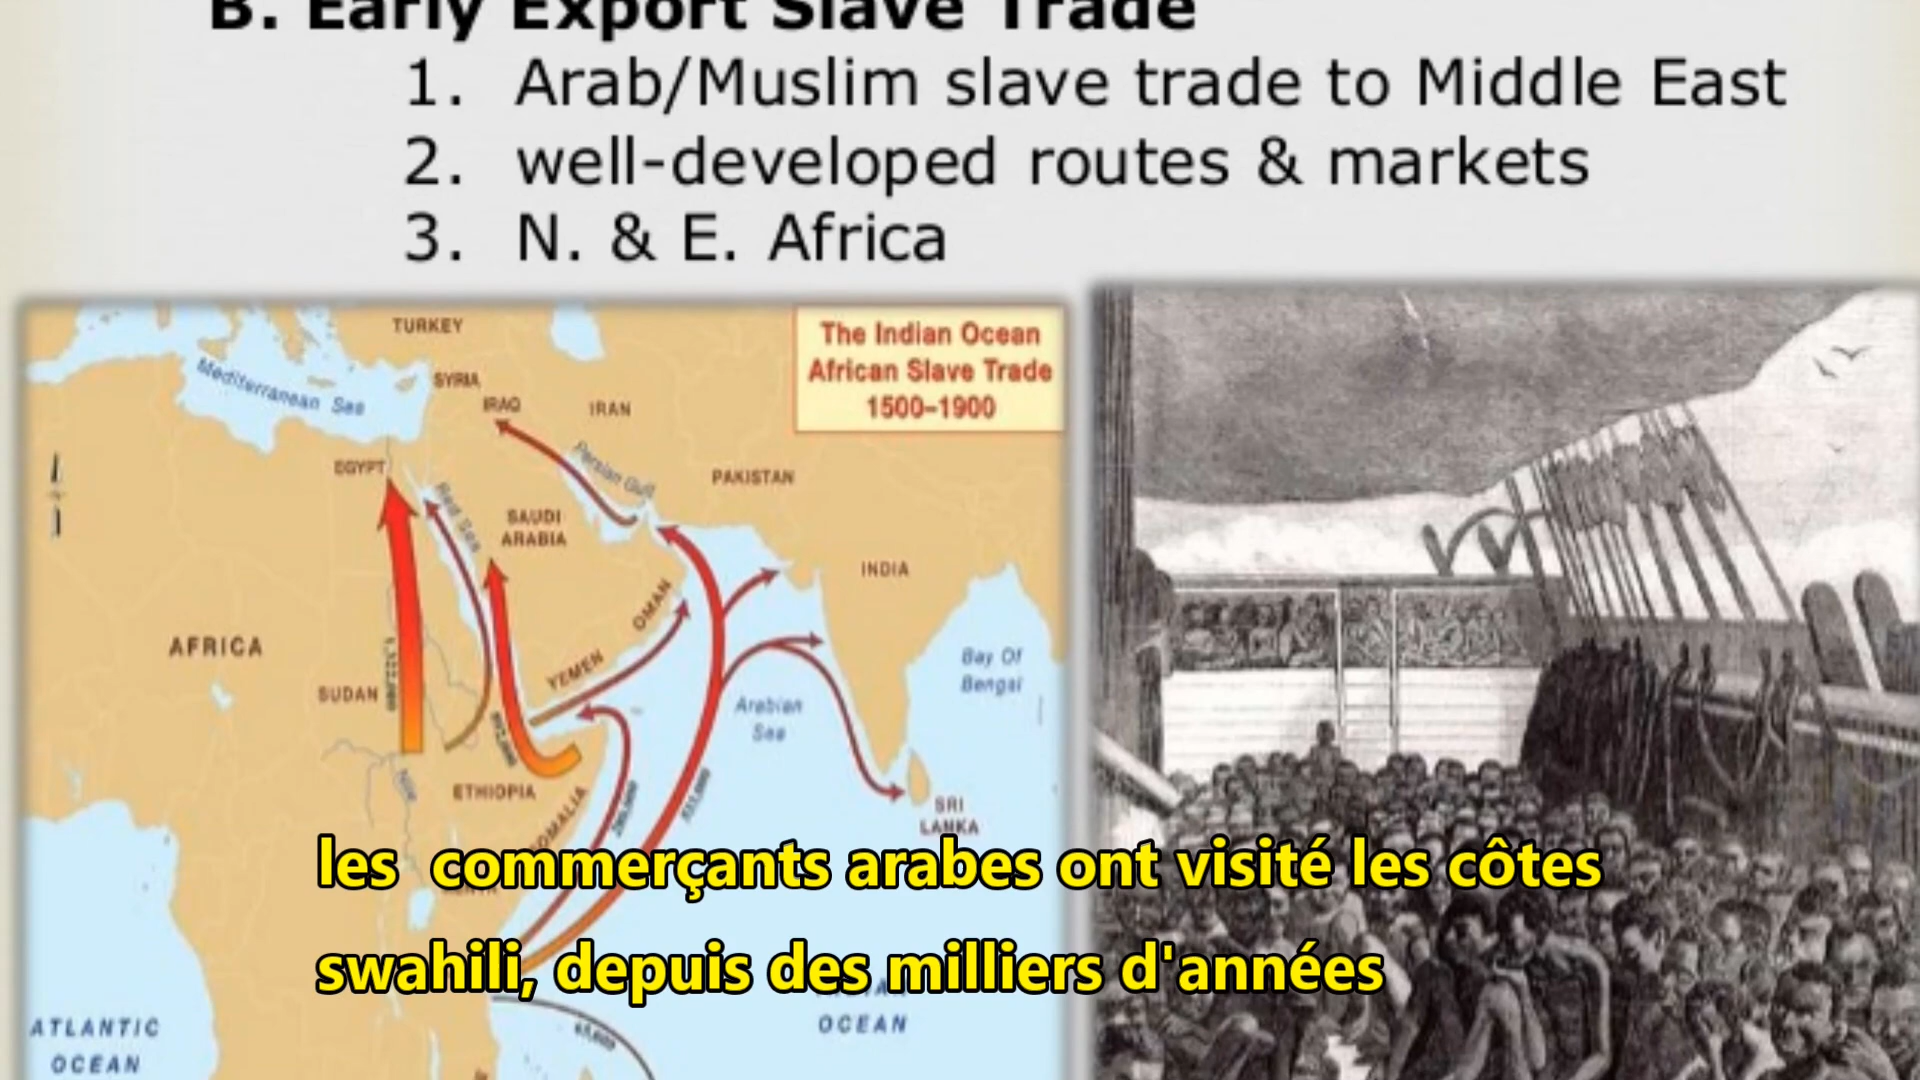 B. Early Export Slave Trade
1. Arab/Muslim slave trade to Middle East
2. well-developed routes & markets
3. N. & E. Africa
The Indian Ocean
African Slave Trade
1500–1900
TURKEY
Mediterranean Sea
SYRIA
IRAQ
IRAN
EGYPT
Red Sea
Persian Gulf
PAKISTAN
SAUDI
ARABIA
INDIA
OMAN
AFRICA
YEMEN
Bay Of
Bengal
SUDAN
Arabian
Sea
Nile
ETHIOPIA
SOMALIA
SRI
LANKA
les commerçants arabes ont visité les côtes
swahili, depuis des milliers d'années
ATLANTIC
OCEAN
OCEAN